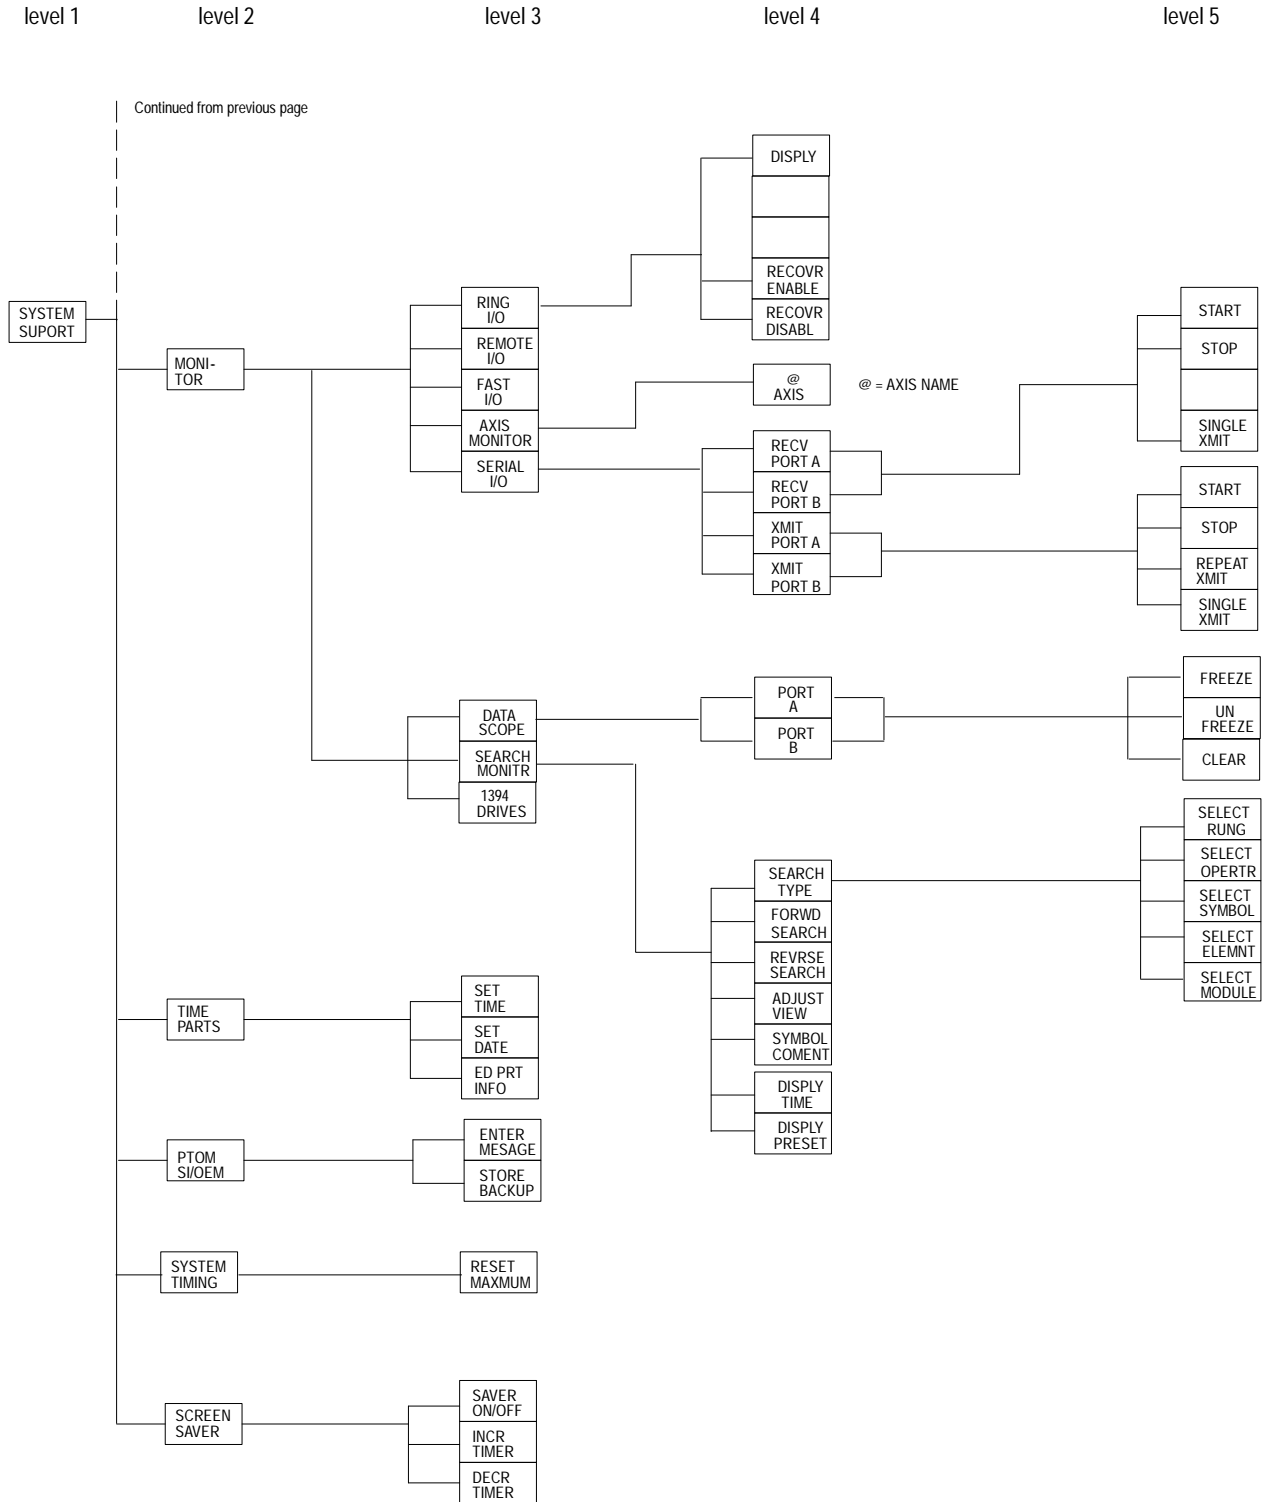 level 1
level 2
level 3
level 4
level 5
Continued from previous page
SYSTEM
SUPORT
MONI-
TOR
RING
I/O
REMOTE
I/O
FAST
I/O
AXIS
MONITOR
SERIAL
I/O
DISPLY
RECOVR
ENABLE
RECOVR
DISABL
@
AXIS
@ = AXIS NAME
RECV
PORT A
RECV
PORT B
XMIT
PORT A
XMIT
PORT B
START
STOP
SINGLE
XMIT
START
STOP
REPEAT
XMIT
SINGLE
XMIT
DATA
SCOPE
SEARCH
MONITR
1394
DRIVES
PORT
A
PORT
B
FREEZE
UN
FREEZE
CLEAR
SEARCH
TYPE
FORWD
SEARCH
REVRSE
SEARCH
ADJUST
VIEW
SYMBOL
COMENT
DISPLY
TIME
DISPLY
PRESET
SELECT
RUNG
SELECT
OPERTR
SELECT
SYMBOL
SELECT
ELEMNT
SELECT
MODULE
TIME
PARTS
SET
TIME
SET
DATE
ED PRT
INFO
PTOM
SI/OEM
ENTER
MESAGE
STORE
BACKUP
SYSTEM
TIMING
RESET
MAXMUM
SCREEN
SAVER
SAVER
ON/OFF
INCR
TIMER
DECR
TIMER